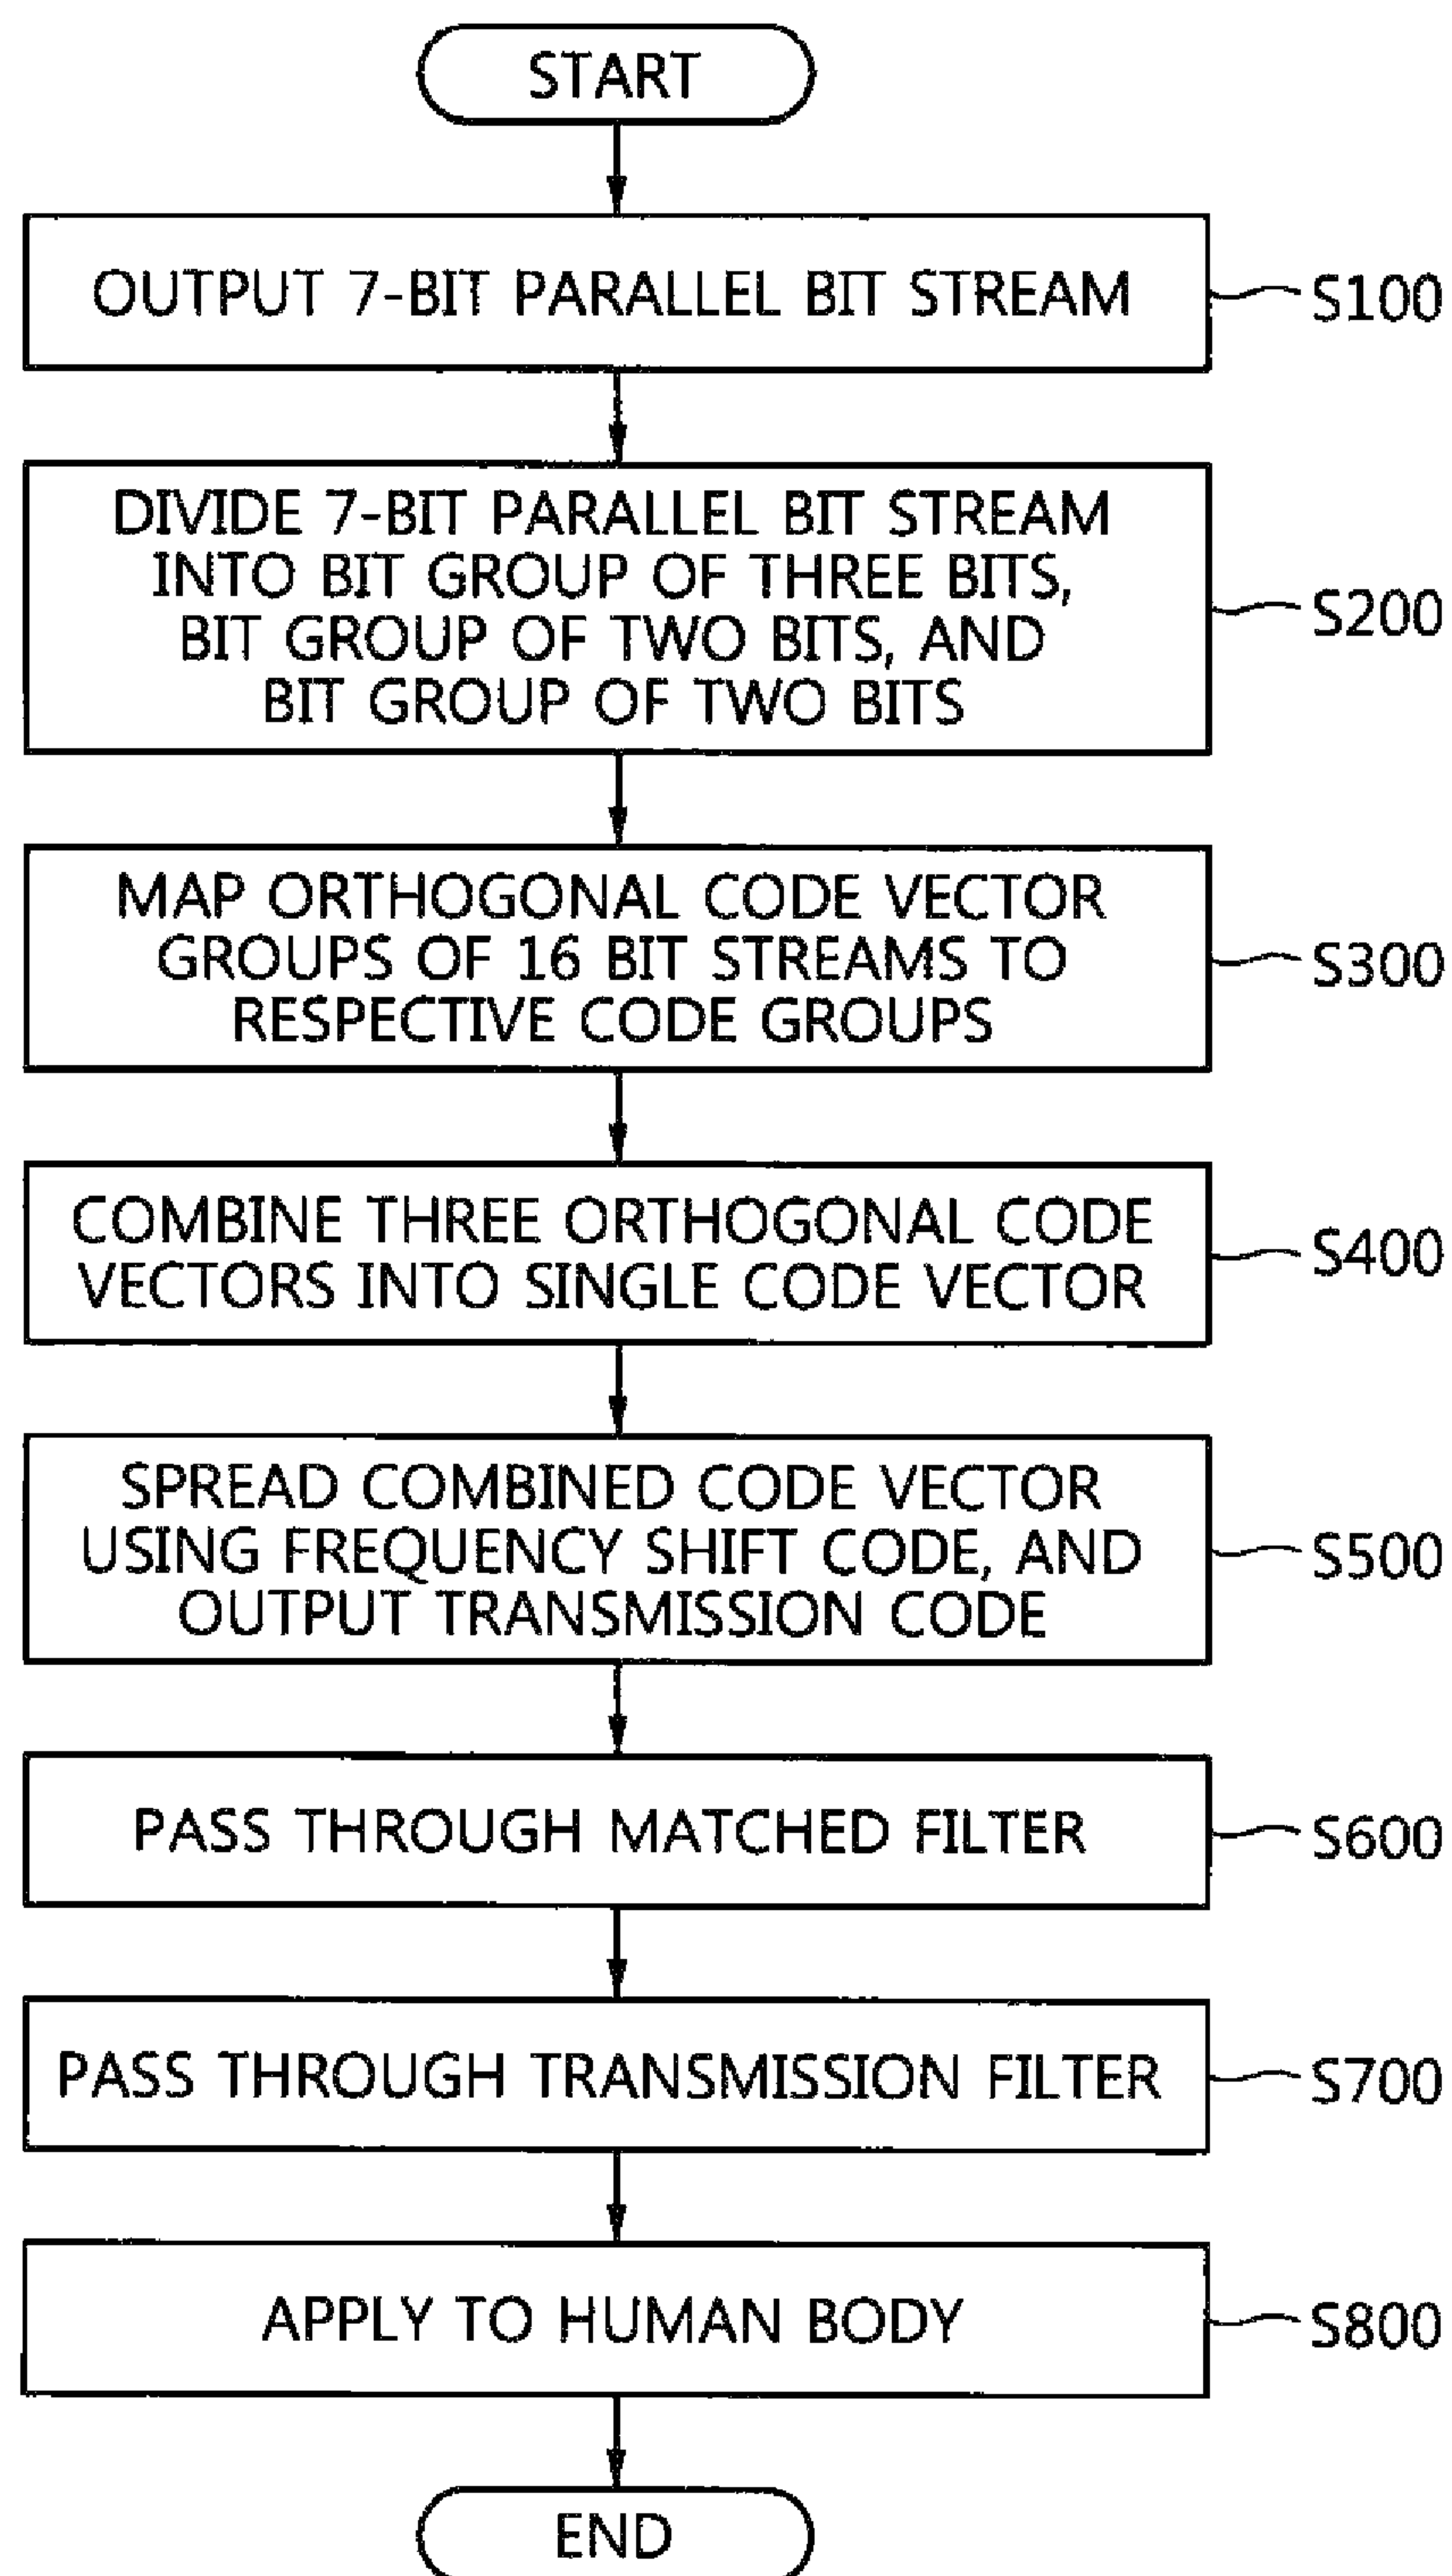 START
OUTPUT 7-BIT PARALLEL BIT STREAM
S100
DIVIDE 7-BIT PARALLEL BIT STREAM
INTO BIT GROUP OF THREE BITS,
BIT GROUP OF TWO BITS, AND
BIT GROUP OF TWO BITS
S200
MAP ORTHOGONAL CODE VECTOR
GROUPS OF 16 BIT STREAMS TO
RESPECTIVE CODE GROUPS
S300
COMBINE THREE ORTHOGONAL CODE
VECTORS INTO SINGLE CODE VECTOR
S400
SPREAD COMBINED CODE VECTOR
USING FREQUENCY SHIFT CODE, AND
OUTPUT TRANSMISSION CODE
S500
PASS THROUGH MATCHED FILTER
S600
PASS THROUGH TRANSMISSION FILTER
S700
APPLY TO HUMAN BODY
S800
END